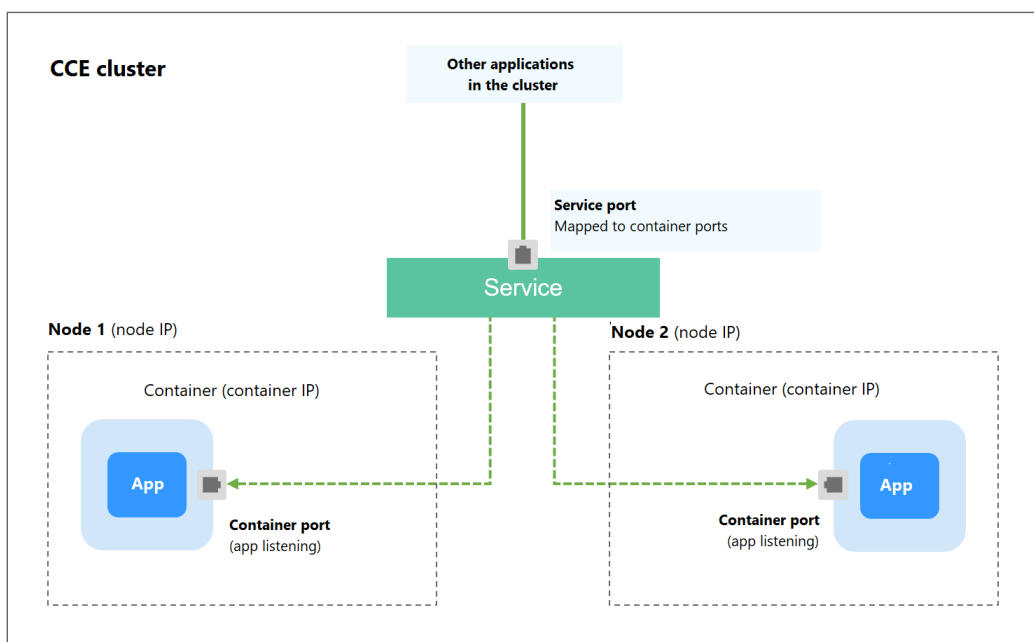 CCE cluster
Other applications
in the cluster
Service port
Mapped to container ports
Service
Node 1 (node IP)
Container (container IP)
App
Container port
(app listening)
Node 2 (node IP)
Container (container IP)
App
Container port
(app listening)